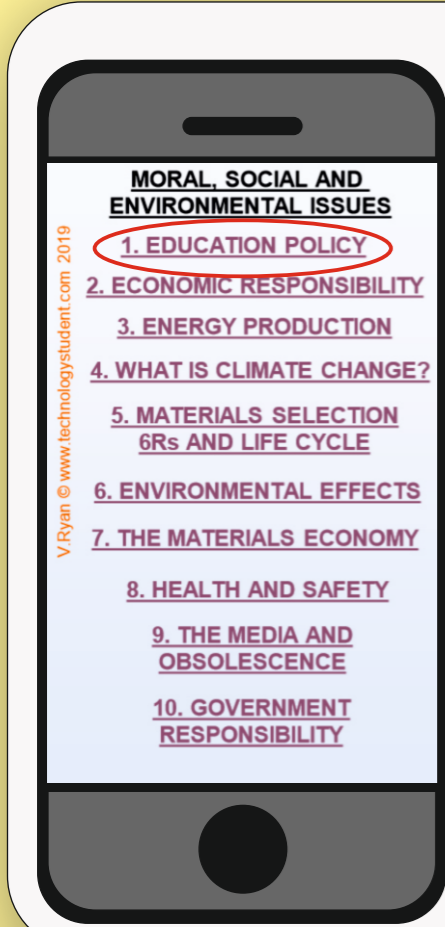 MORAL, SOCIAL AND
ENVIRONMENTAL ISSUES
1. EDUCATION POLICY
2. ECONOMIC RESPONSIBILITY
3. ENERGY PRODUCTION
4. WHAT IS CLIMATE CHANGE?
5. MATERIALS SELECTION
6Rs AND LIFE CYCLE
6. ENVIRONMENTAL EFFECTS
7. THE MATERIALS ECONOMY
8. HEALTH AND SAFETY
9. THE MEDIA AND
OBSOLESCENCE
10. GOVERNMENT
RESPONSIBILITY
V.Ryan © www.technologystudent.com 2019